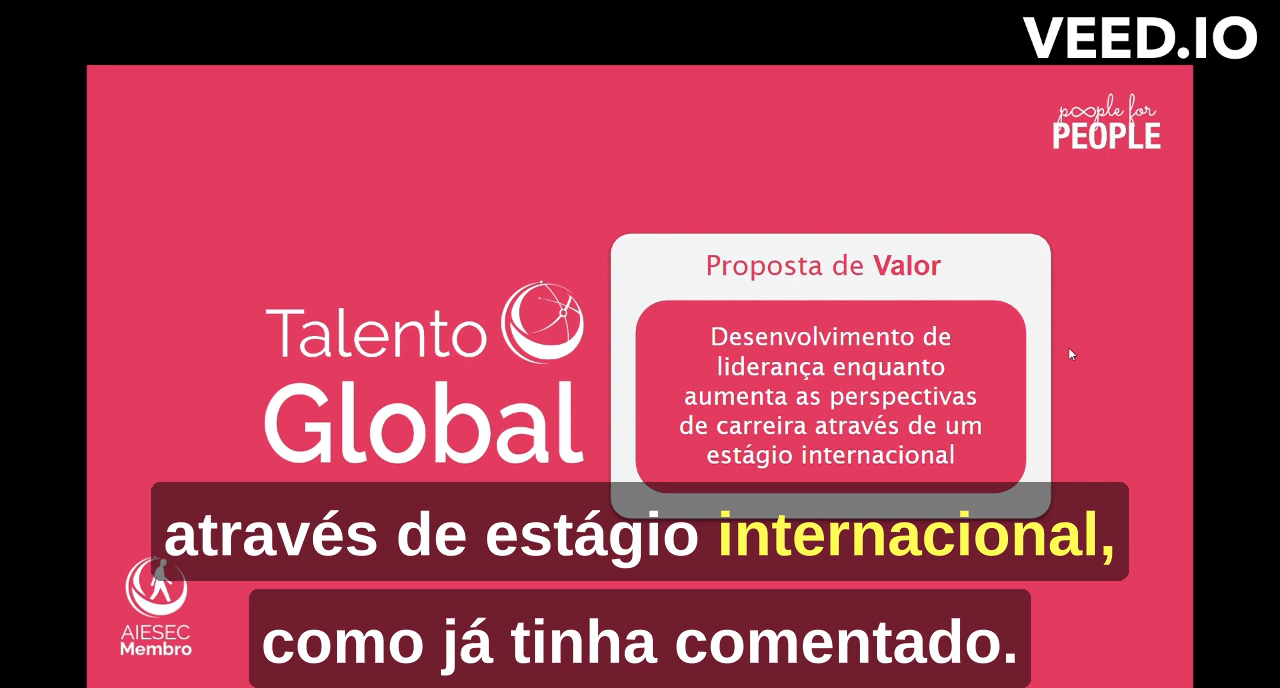 VEED.IO
people for
PEOPLE
Proposta de Valor
Desenvolvimento de
liderança enquanto
aumenta as perspectivas
de carreira através de um
estágio internacional
Talento
Global
através de estágio internacional,
como já tinha comentado.
AIESEC
Membro